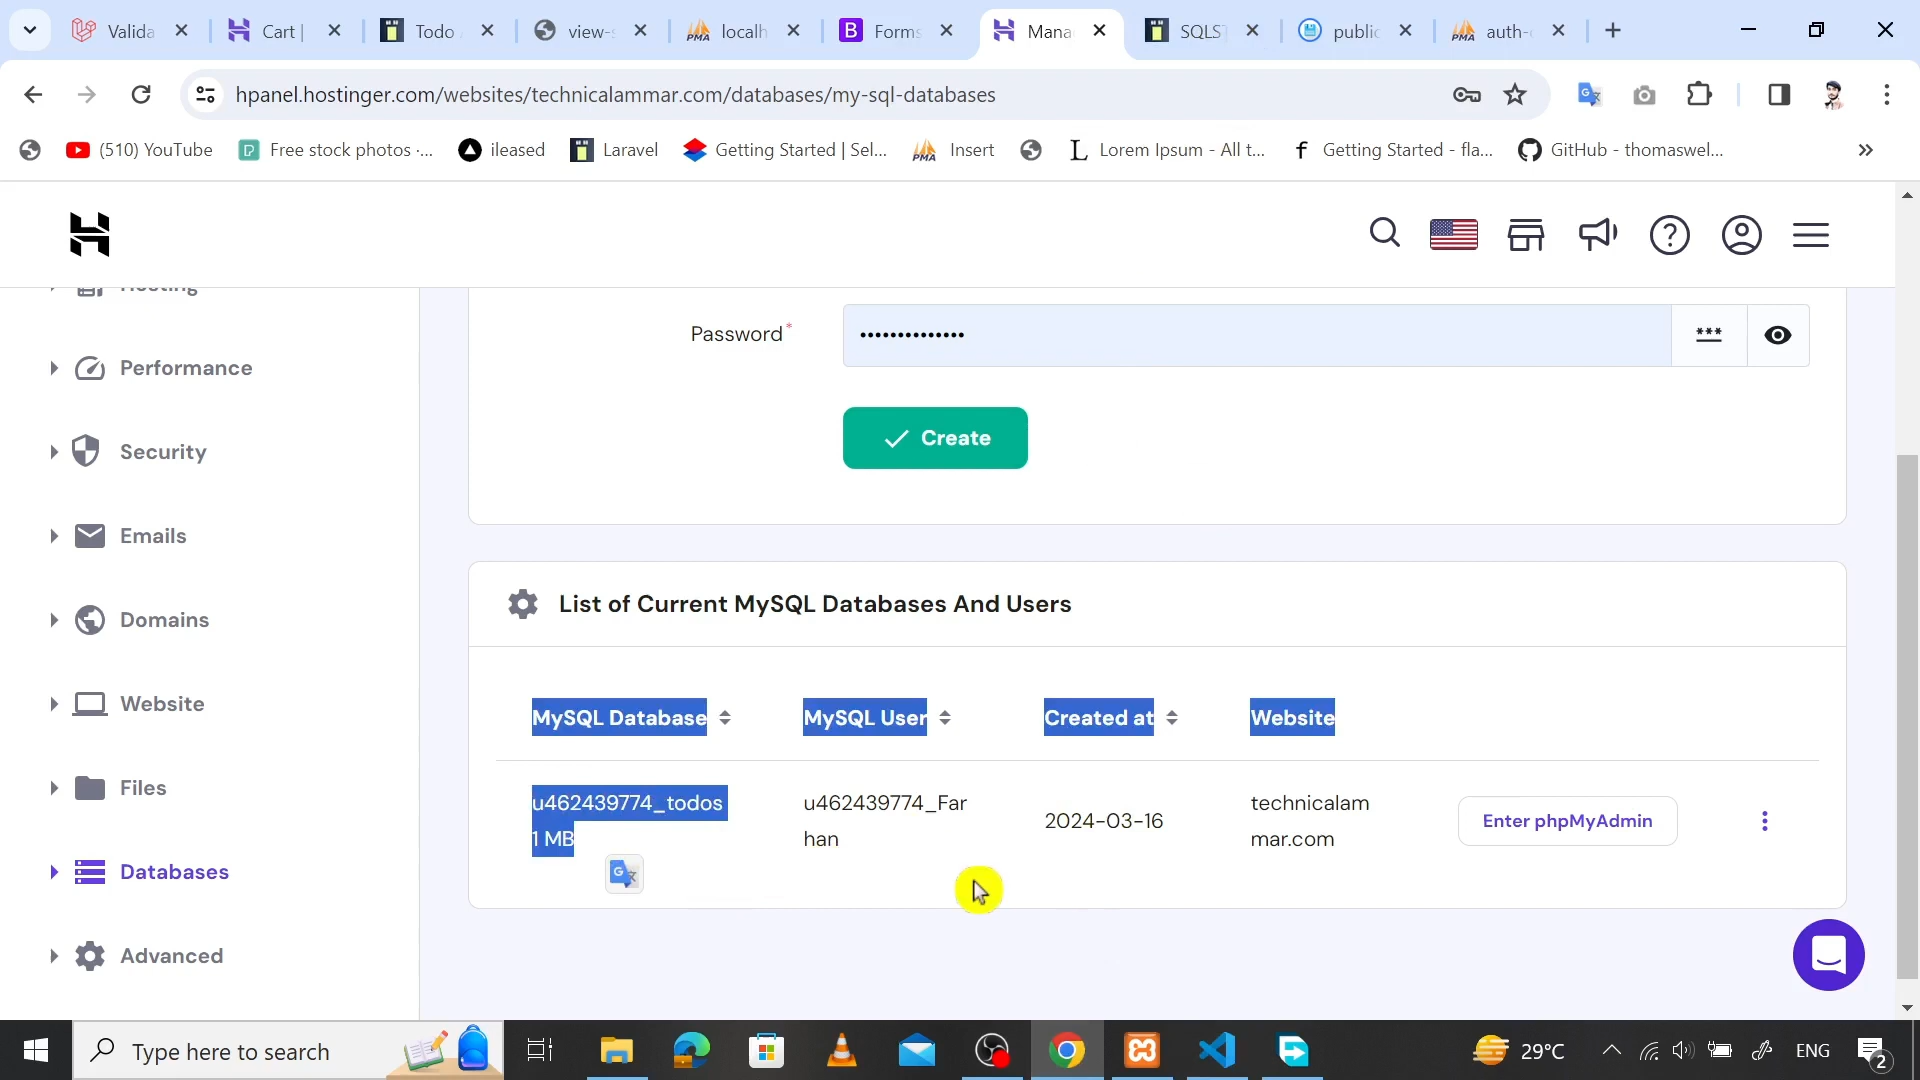 Valida
Cart |
Todo
view-s
localh
Forms
Mana
SQLST
public
auth-
hpanel.hostinger.com/websites/technicalammar.com/databases/my-sql-databases
(510) YouTube
Free stock photos ·...
ileased
Laravel
Getting Started | Sel...
Insert
Lorem Ipsum - All t...
Getting Started - fla...
GitHub - thomaswel...
Hosting
Performance
Security
Emails
Domains
Website
Files
Databases
Advanced
Password*
Create
List of Current MySQL Databases And Users
MySQL Database MySQL User Created at Website
u462439774_todos
1 MB
u462439774_Far
han
2024-03-16
technicalam
mar.com
Enter phpMyAdmin
Type here to search
29°C
ENG
2